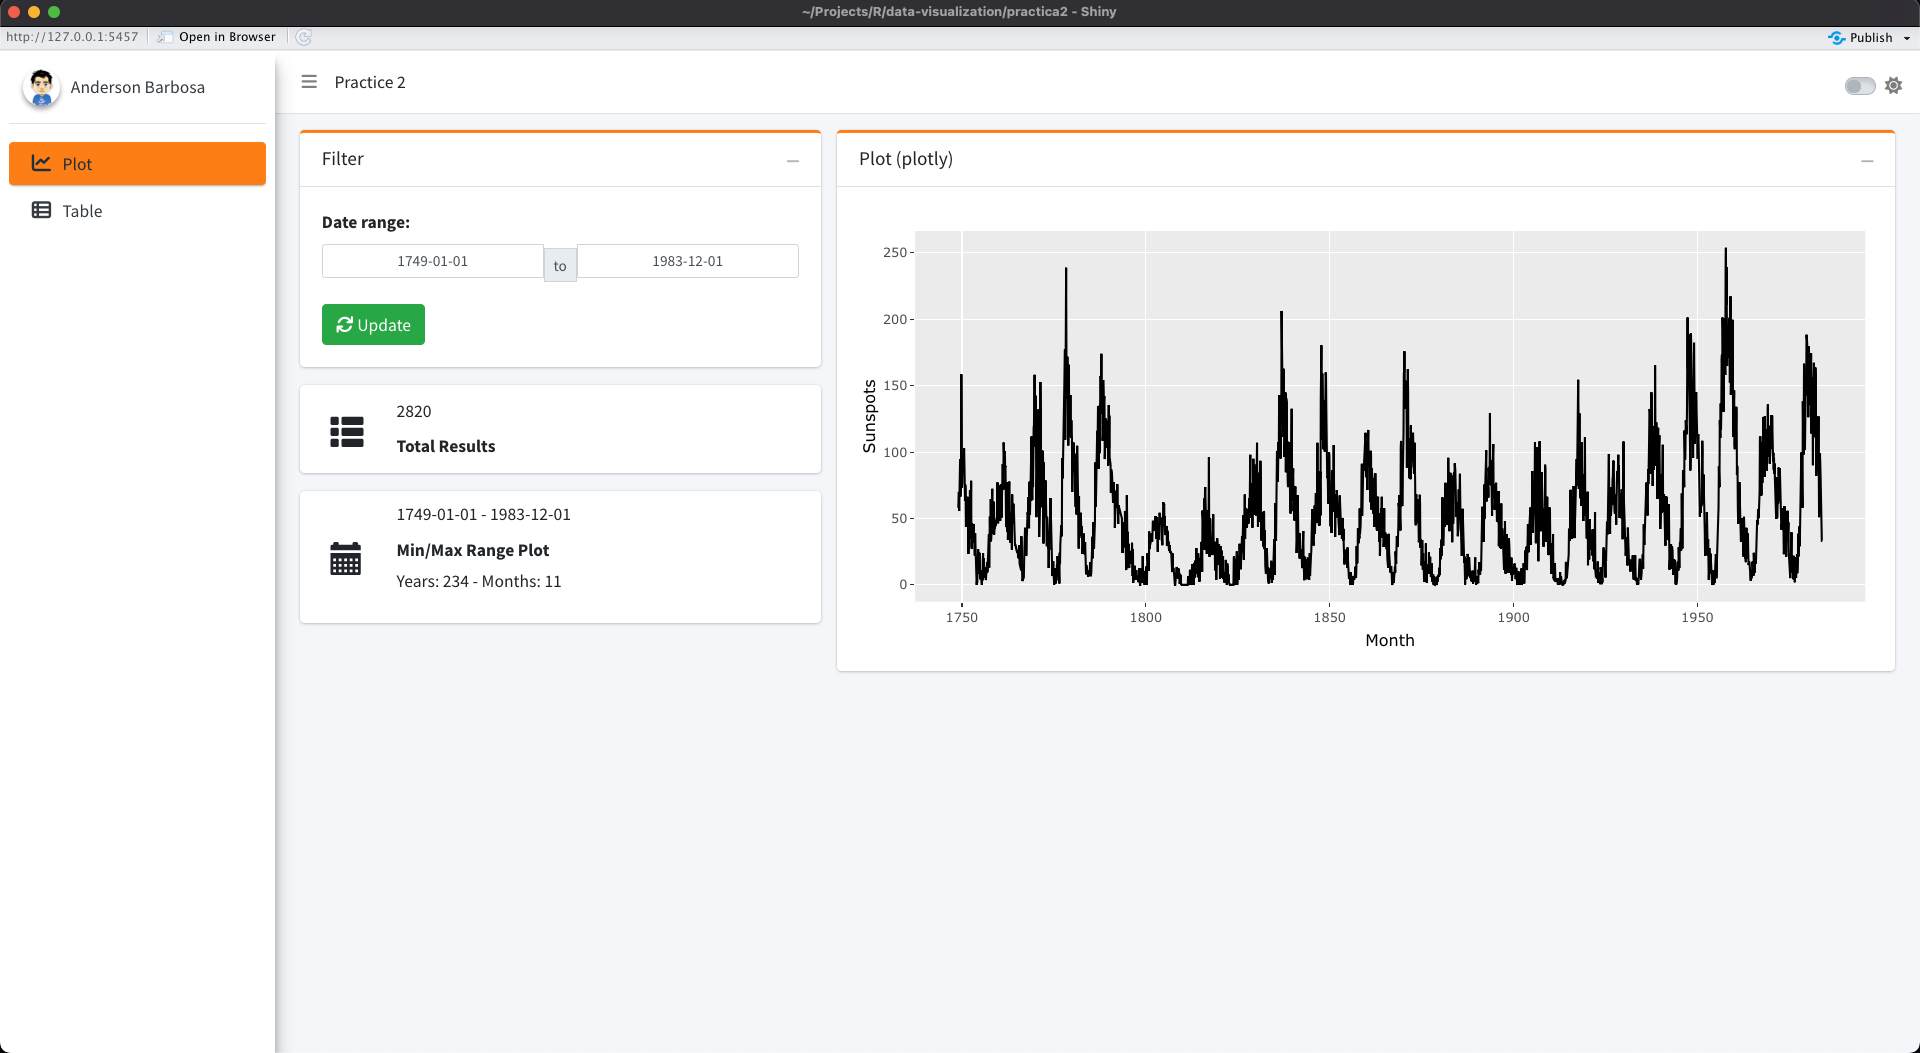 ~/Projects/R/data-visualization/practica2 - Shiny
http://127.0.0.1:5457 Open in Browser Publish
Anderson Barbosa
Plot
Table
Practice 2
Filter
Date range:
1749-01-01 to 1983-12-01
Update
2820
Total Results
1749-01-01 - 1983-12-01
Min/Max Range Plot
Years: 234 - Months: 11
Plot (plotly)
250
200
150
100
50
0
Sunspots
1750 1800 1850 1900 1950
Month